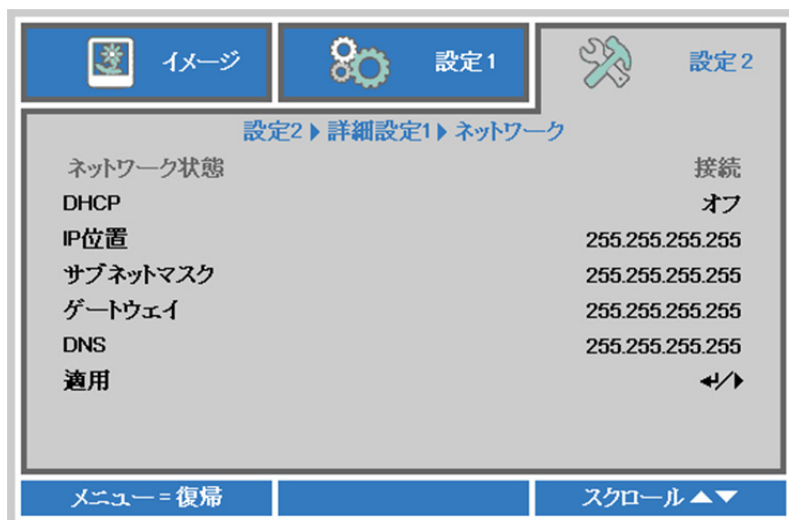 イメージ 設定1 設定2
設定2▶詳細設定1▶ネットワーク
ネットワーク状態 接続
DHCP オフ
IP位置 255.255.255.255
サブネットマスク 255.255.255.255
ゲートウェイ 255.255.255.255
DNS 255.255.255.255
適用 ↵/▶
メニュー=復帰 スクロール▲▼